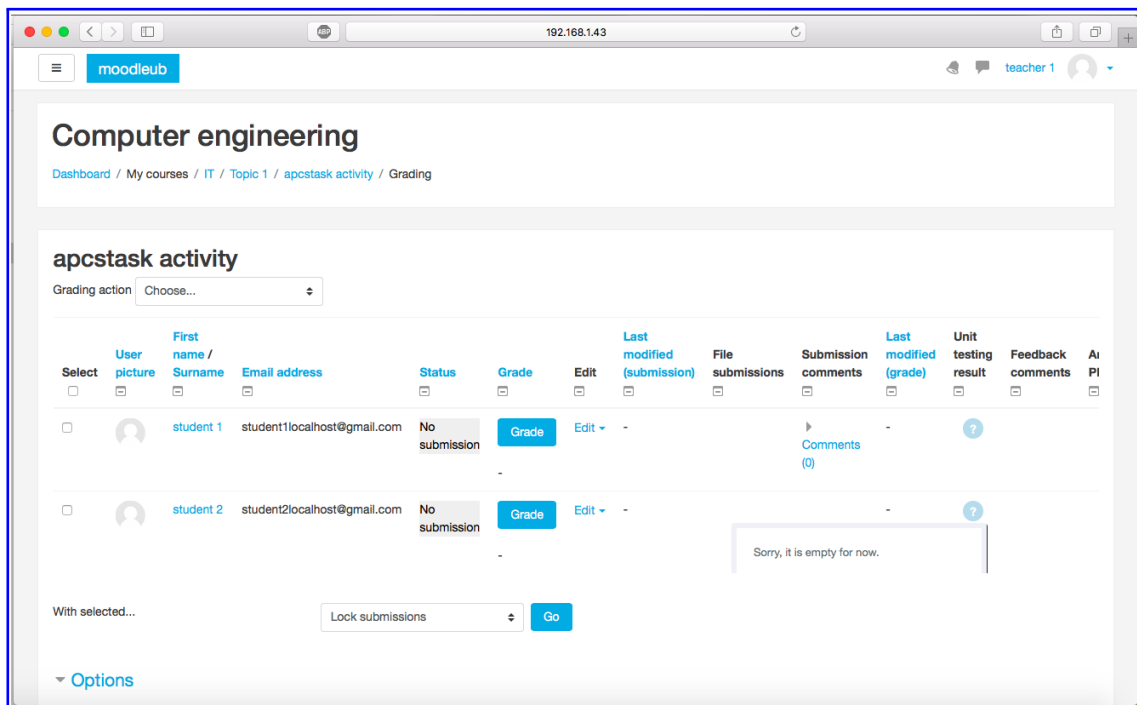 ABP
192.168.1.43
moodleub
teacher 1
Computer engineering
Dashboard / My courses / IT / Topic 1 / apcstask activity / Grading
apcstask activity
Grading action Choose...
Select
User
picture
First
name /
Surname
Email address
Status
Grade
Edit
Last
modified
(submission)
File
submissions
Submission
comments
Last
modified
(grade)
Unit
testing
result
Feedback
comments
student 1
student1localhost@gmail.com
No
submission
Grade
-
Edit
-
Comments
(0)
-
?
student 2
student2localhost@gmail.com
No
submission
Grade
-
Edit
-
-
?
Sorry, it is empty for now.
With selected...
Lock submissions
Go
Options